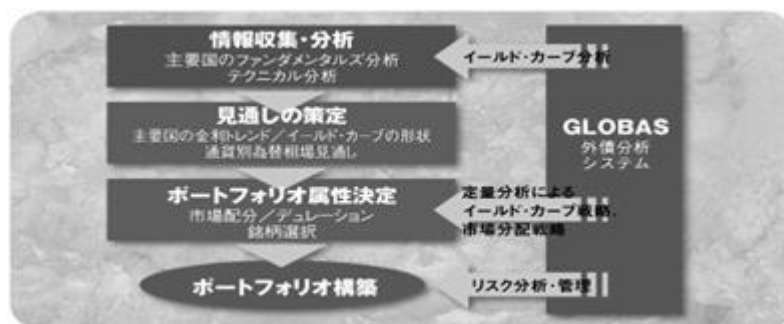 情報収集・分析
主要国のファンダメンタルズ分析
テクニカル分析
イールド・カーブ分析
見通しの策定
主要国の金利トレンド／イールド・カーブの形状
通貨別為替相場見通し
GLOBAS
外債分析
システム
ポートフォリオ属性決定
市場配分／デュレーション
銘柄選択
定量分析による
イールド・カーブ戦略、
市場分配戦略
ポートフォリオ構築
リスク分析・管理